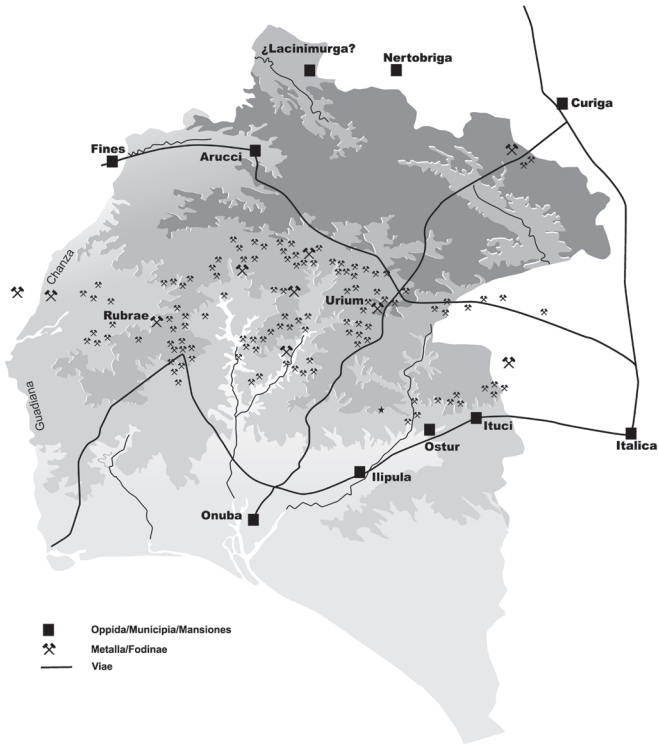 ¿Lacinimurga?
Nertobriga
Curiga
Fines
Arucci
Chanza
Urium
Rubrae
Guadiana
Ituci
Italica
Ostur
Ilipula
Onuba
Oppida/Municipia/Mansiones
Metalla/Fodinae
Viae